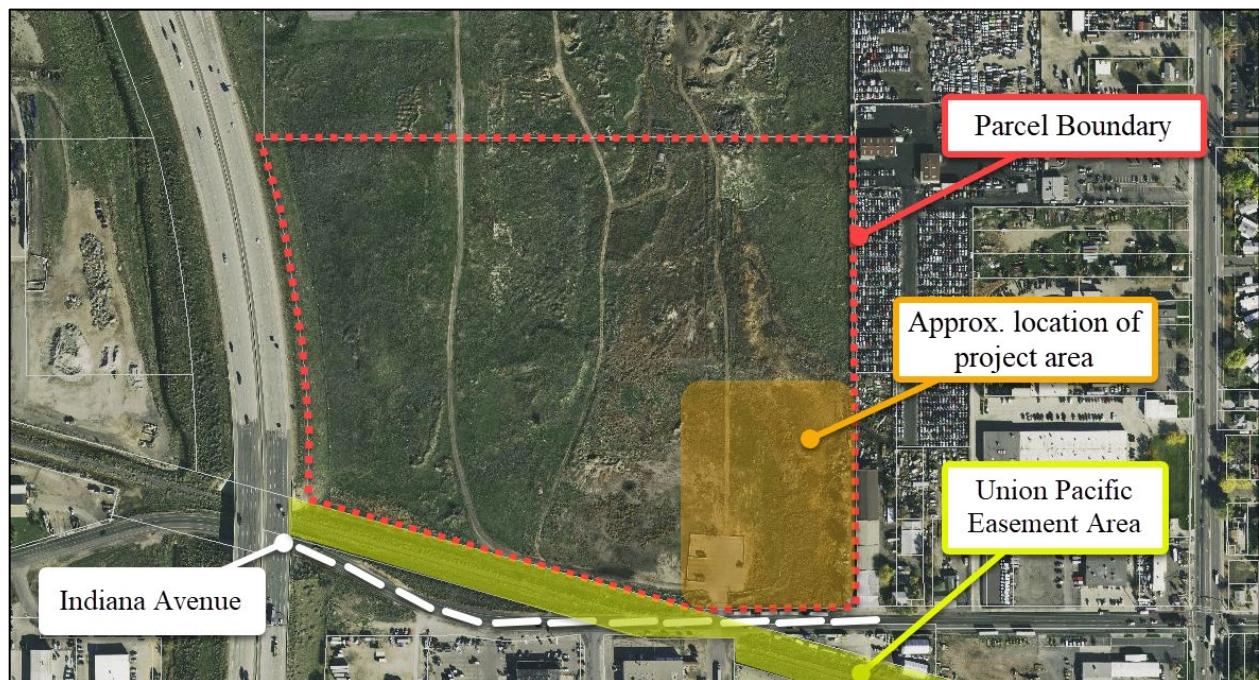 Parcel Boundary
Approx. location of
project area
Union Pacific
Easement Area
Indiana Avenue